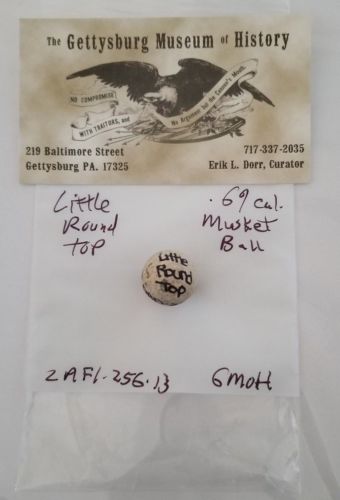 The Gettysburg Museum of History
NO COMPROMISE
WITH TRAITORS, and
No Argument but the Cannon's Mouth.
219 Baltimore Street
717-337-2035
Gettysburg PA. 17325
Erik L. Dorr, Curator
Little
Round
Top
.69 cal.
Musket
Ball
Little
Round
Top
2AF1-256.13
GMOH